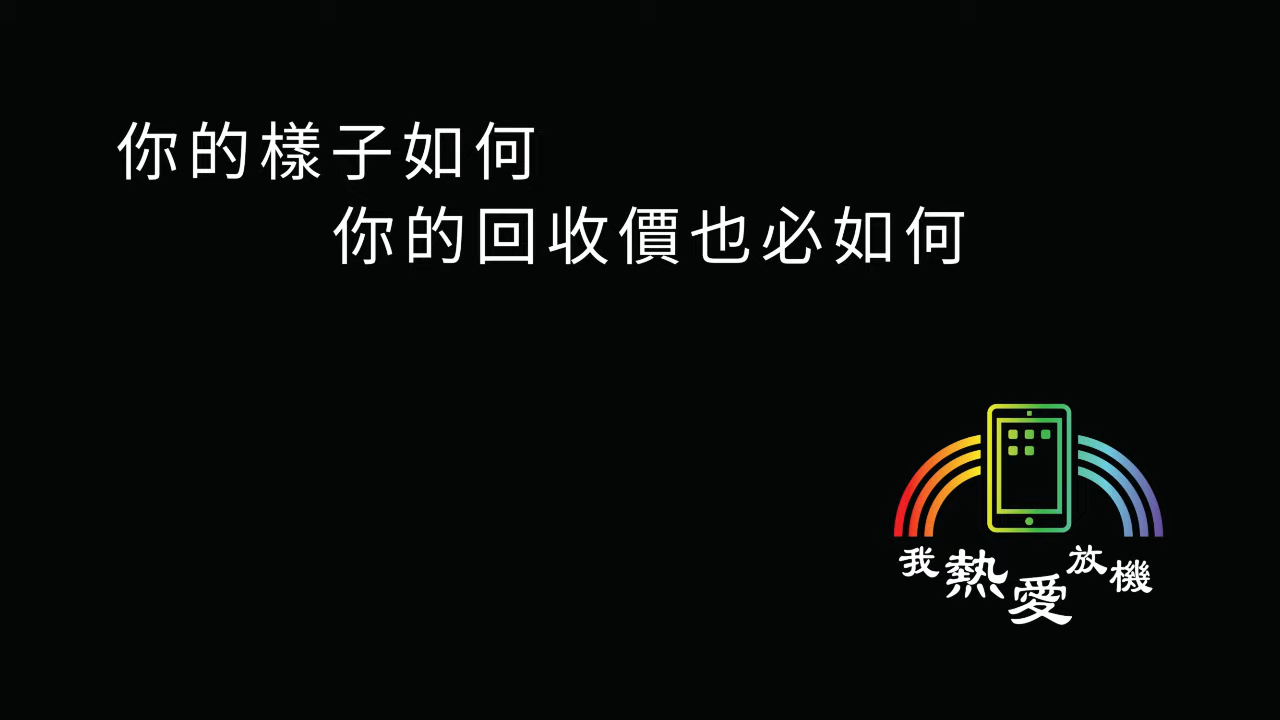 你的樣子如何
你的回收價也必如何
我熱愛放機